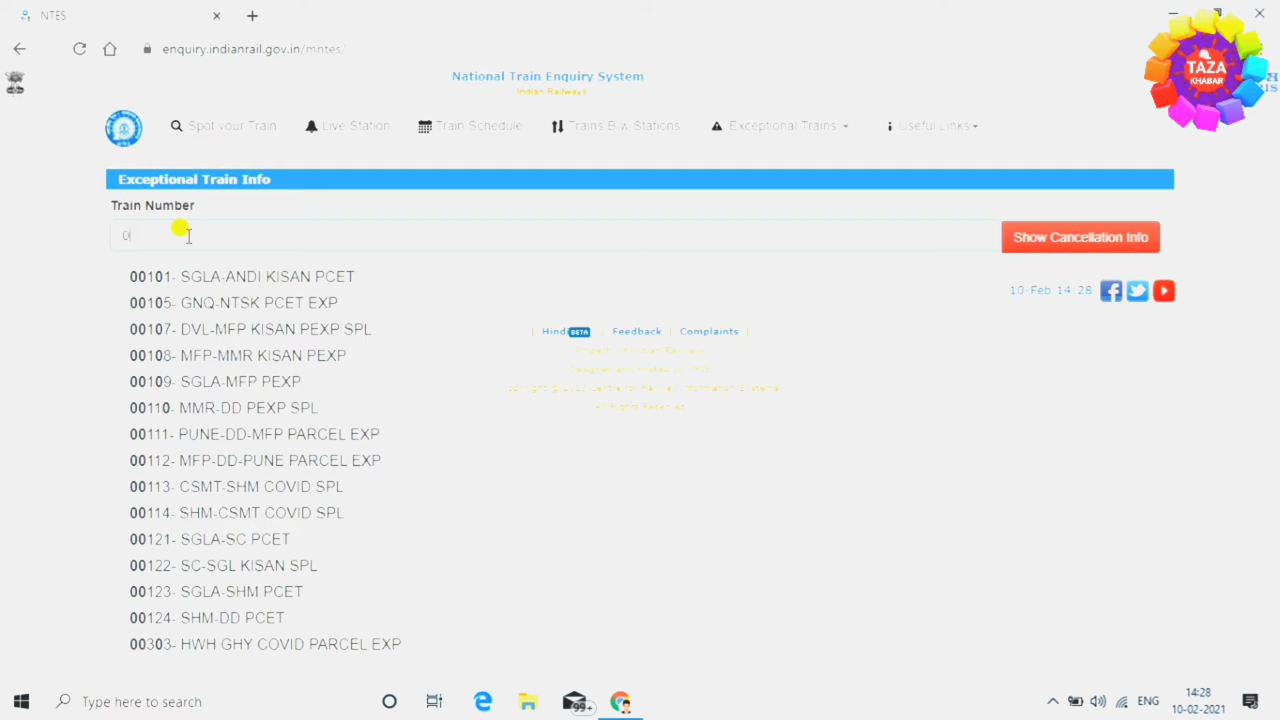 NTES
enquiry.indianrail.gov.in/mntes/
TAZA
KHABAR
National Train Enquiry System
Indian Railways
Spot your Train
Live Station
Train Schedule
Trains B/w Stations
Exceptional Trains
Useful Links
Exceptional Train Info
Train Number
0
Show Cancellation Info
00101- SGLA-ANDI KISAN PCET
00105- GNQ-NTSK PCET EXP
00107- DVL-MFP KISAN PEXP SPL
00108- MFP-MMR KISAN PEXP
00109- SGLA-MFP PEXP
00110- MMR-DD PEXP SPL
00111- PUNE-DD-MFP PARCEL EXP
00112- MFP-DD-PUNE PARCEL EXP
00113- CSMT-SHM COVID SPL
00114- SHM-CSMT COVID SPL
00121- SGLA-SC PCET
00122- SC-SGL KISAN SPL
00123- SGLA-SHM PCET
00124- SHM-DD PCET
00303- HWH GHY COVID PARCEL EXP
10-Feb 14:28
| Hindi BETA | Feedback | Complaints |
All Rights Reserved
Type here to search
99+
ENG
14:28
10-02-2021